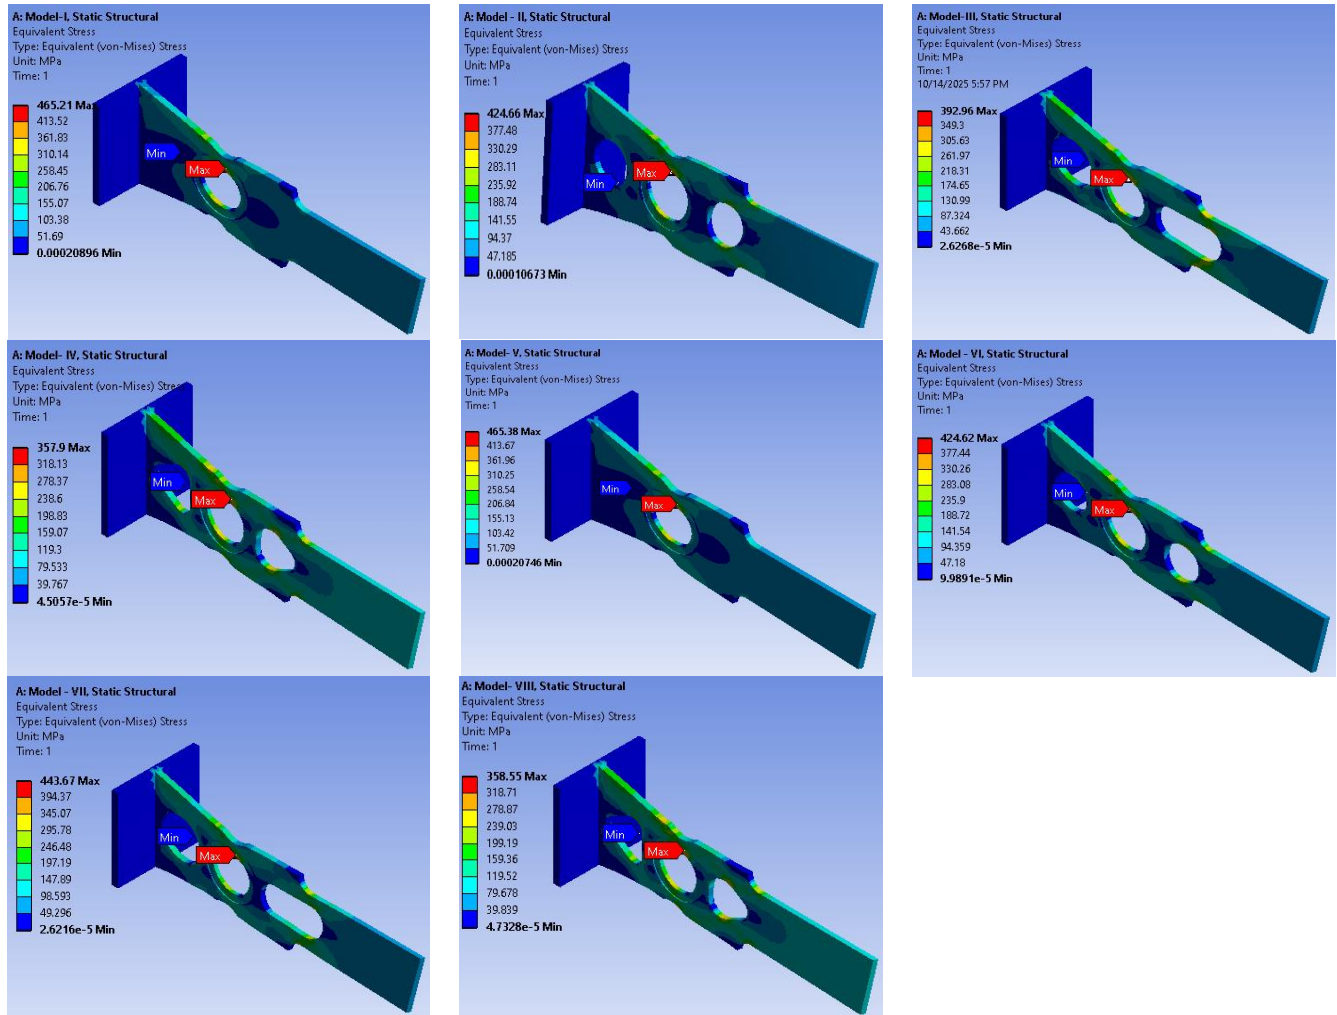 A: Model-I, Static Structural
Equivalent Stress
Type: Equivalent (von-Mises) Stress
Unit: MPa
Time: 1
465.21 Max
413.52
361.83
310.14
258.45
206.76
155.07
103.38
51.69
0.00020896 Min
Min
Max
A: Model - II, Static Structural
Equivalent Stress
Type: Equivalent (von-Mises) Stress
Unit: MPa
Time: 1
424.66 Max
377.48
330.29
283.11
235.92
188.74
141.55
94.37
47.185
0.00010673 Min
Min
Max
A: Model-III, Static Structural
Equivalent Stress
Type: Equivalent (von-Mises) Stress
Unit: MPa
Time: 1
10/14/2025 5:57 PM
392.96 Max
349.3
305.63
261.97
218.31
174.65
130.99
87.324
43.662
2.6268e-5 Min
Min
Max
A: Model- IV, Static Structural
Equivalent Stress
Type: Equivalent (von-Mises) Stress
Unit: MPa
Time: 1
357.9 Max
318.13
278.37
238.6
198.83
159.07
119.3
79.533
39.767
4.5057e-5 Min
Min
Max
A: Model- V, Static Structural
Equivalent Stress
Type: Equivalent (von-Mises) Stress
Unit: MPa
Time: 1
465.38 Max
413.67
361.96
310.25
258.54
206.84
155.13
103.42
51.709
0.00020746 Min
Min
Max
A: Model - VI, Static Structural
Equivalent Stress
Type: Equivalent (von-Mises) Stress
Unit: MPa
Time: 1
424.62 Max
377.44
330.26
283.08
235.9
188.72
141.54
94.359
47.18
9.9891e-5 Min
Min
Max
A: Model - VII, Static Structural
Equivalent Stress
Type: Equivalent (von-Mises) Stress
Unit: MPa
Time: 1
443.67 Max
394.37
345.07
295.78
246.48
197.19
147.89
98.593
49.296
2.6216e-5 Min
Min
Max
A: Model- VIII, Static Structural
Equivalent Stress
Type: Equivalent (von-Mises) Stress
Unit: MPa
Time: 1
358.55 Max
318.71
278.87
239.03
199.19
159.36
119.52
79.678
39.839
4.7328e-5 Min
Min
Max